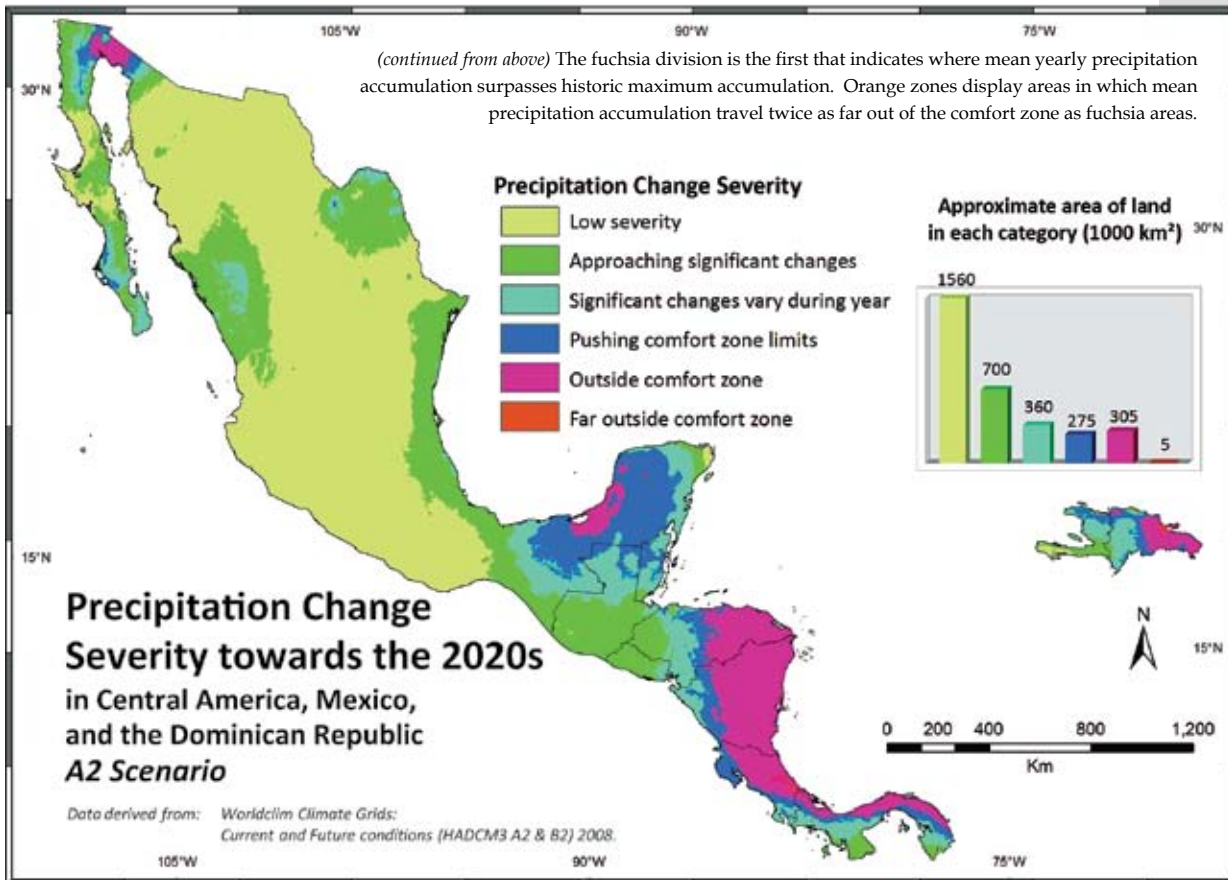 105°W
90°W
75°W
(continued from above) The fuchsia division is the first that indicates where mean yearly precipitation
accumulation surpasses historic maximum accumulation. Orange zones display areas in which mean
precipitation accumulation travel twice as far out of the comfort zone as fuchsia areas.
30°N
Precipitation Change Severity
Low severity
Approaching significant changes
Significant changes vary during year
Pushing comfort zone limits
Outside comfort zone
Far outside comfort zone
Approximate area of land
in each category (1000 km²)
30°N
1560
700
360
275
305
5
15°N
Precipitation Change
Severity towards the 2020s
in Central America, Mexico,
and the Dominican Republic
A2 Scenario
N
15°N
0 200 400 800 1,200
Km
Data derived from: Worldclim Climate Grids:
Current and Future conditions (HADCM3 A2 & B2) 2008.
105°W
90°W
75°W